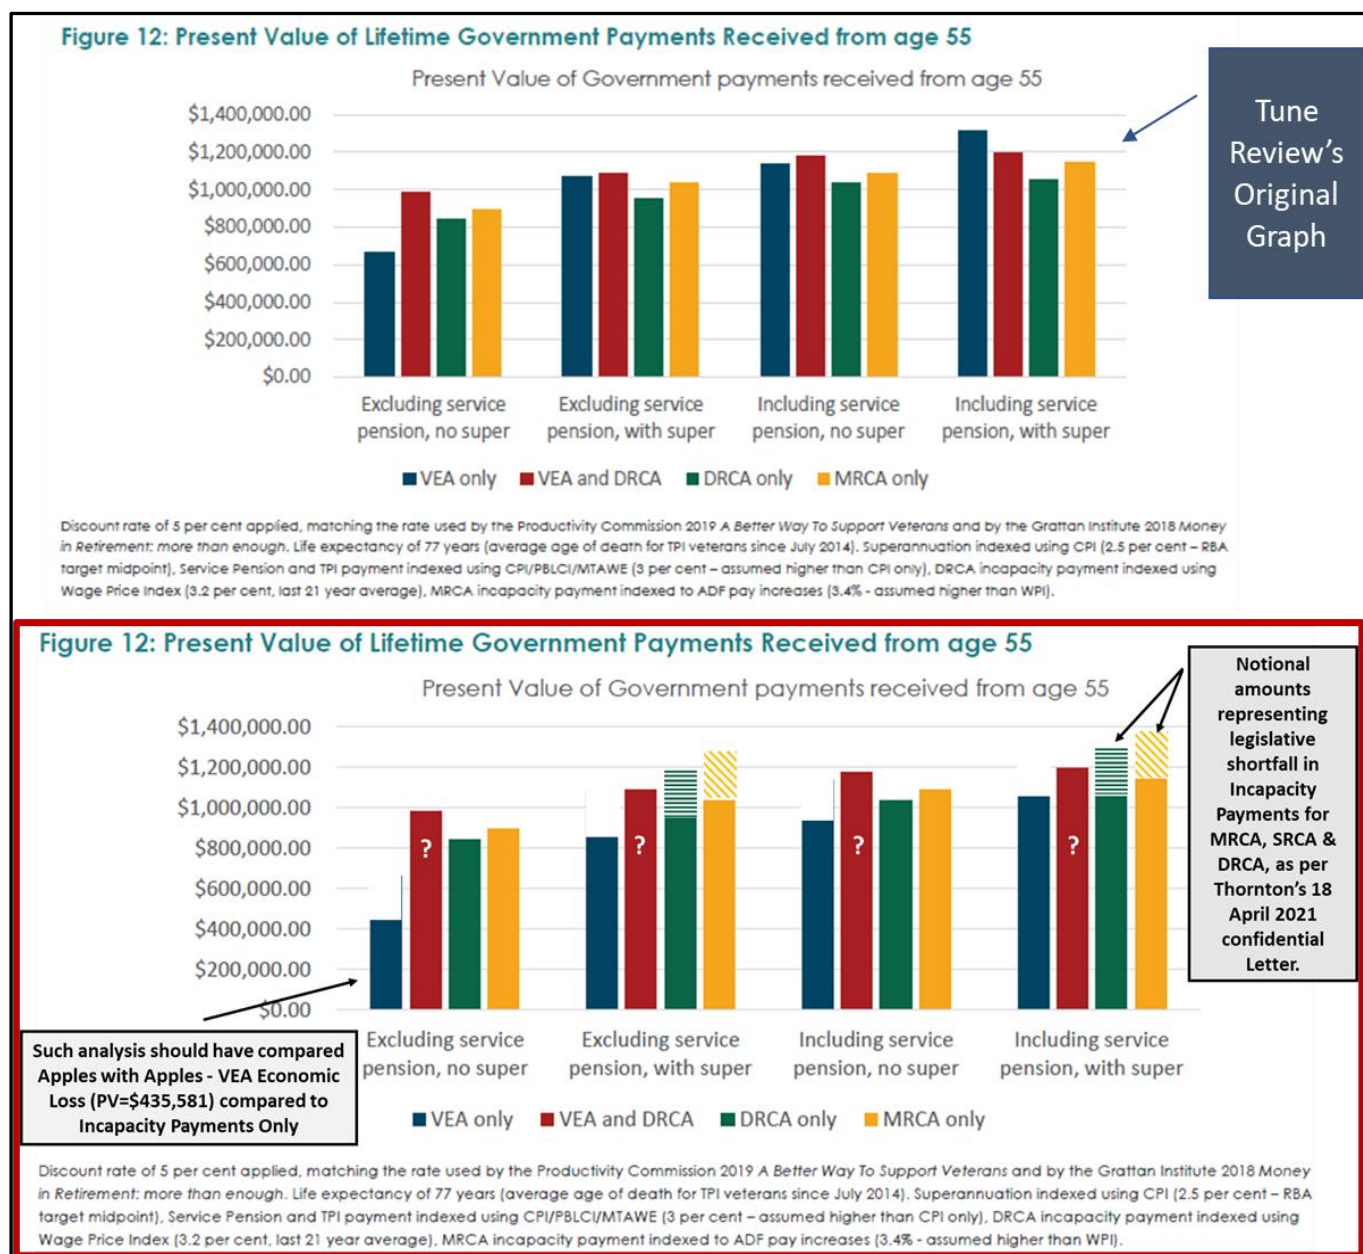 Figure 12: Present Value of Lifetime Government Payments Received from age 55
Present Value of Government payments received from age 55
$1,400,000.00
$1,200,000.00
$1,000,000.00
$800,000.00
$600,000.00
$400,000.00
$200,000.00
$0.00
Excluding service
pension, no super
Excluding service
pension, with super
Including service
pension, no super
Including service
pension, with super
VEA only
VEA and DRCA
DRCA only
MRCA only
Tune
Review's
Original
Graph
Discount rate of 5 per cent applied, matching the rate used by the Productivity Commission 2019 A Better Way To Support Veterans and by the Grattan Institute 2018 Money
in Retirement: more than enough. Life expectancy of 77 years (average age of death for TPI veterans since July 2014). Superannuation indexed using CPI (2.5 per cent – RBA
target midpoint), Service Pension and TPI payment indexed using CPI/PBLCI/MTAWE (3 per cent – assumed higher than CPI only), DRCA incapacity payment indexed using
Wage Price Index (3.2 per cent, last 21 year average), MRCA incapacity payment indexed to ADF pay increases (3.4% - assumed higher than WPI).
Figure 12: Present Value of Lifetime Government Payments Received from age 55
Present Value of Government payments received from age 55
$1,400,000.00
$1,200,000.00
$1,000,000.00
$800,000.00
$600,000.00
$400,000.00
$200,000.00
$0.00
?
?
?
?
Notional
amounts
representing
legislative
shortfall in
Incapacity
Payments for
MRCA, SRCA &
DRCA, as per
Thornton's 18
April 2021
confidential
Letter.
Such analysis should have compared
Apples with Apples - VEA Economic
Loss (PV=$435,581) compared to
Incapacity Payments Only
Excluding service
pension, no super
Excluding service
pension, with super
Including service
pension, no super
Including service
pension, with super
VEA only
VEA and DRCA
DRCA only
MRCA only
Discount rate of 5 per cent applied, matching the rate used by the Productivity Commission 2019 A Better Way To Support Veterans and by the Grattan Institute 2018 Money
in Retirement: more than enough. Life expectancy of 77 years (average age of death for TPI veterans since July 2014). Superannuation indexed using CPI (2.5 per cent – RBA
target midpoint), Service Pension and TPI payment indexed using CPI/PBLCI/MTAWE (3 per cent – assumed higher than CPI only), DRCA incapacity payment indexed using
Wage Price Index (3.2 per cent, last 21 year average), MRCA incapacity payment indexed to ADF pay increases (3.4% - assumed higher than WPI).